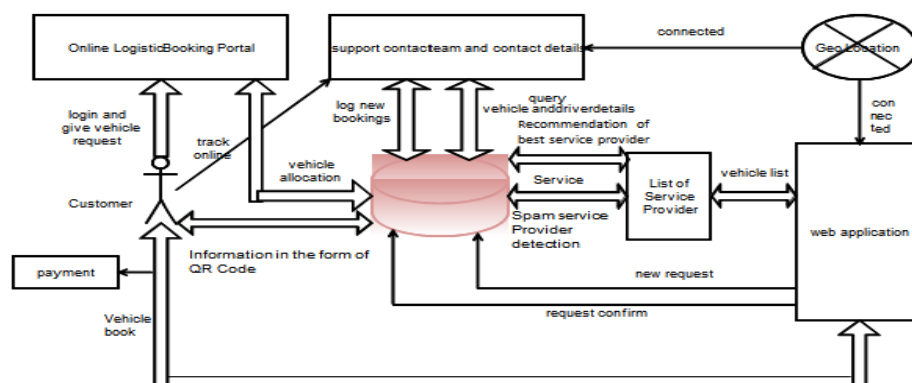 Online LogisticBooking Portal
support contactteam and contact details
connected
Geo Location
login and
give vehicle
request
track
online
log new
bookings
query
vehicle anddriverdetails
Recommendation of
best service provider
con
nec
ted
vehicle
allocation
Service
List of
Service
Provider
vehicle list
Customer
Spam service
Provider
detection
web application
Information in the form of
QR Code
payment
new request
request confirm
Vehicle
book